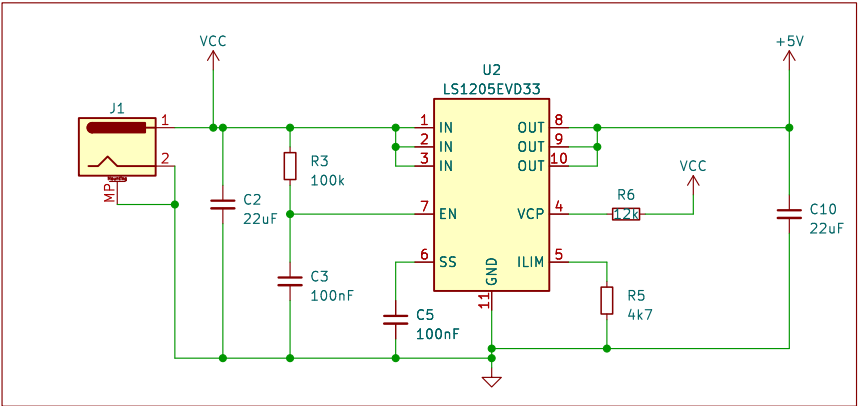 VCC
+5V
U2
LS1205EVD33
J1
1
2
MP
1
IN
2
IN
3
IN
OUT
8
OUT
9
OUT
10
R3
100k
VCC
C2
22uF
7
EN
VCP
4
R6
12k
C10
22uF
6
SS
GND
11
ILIM
5
C3
100nF
R5
4k7
C5
100nF